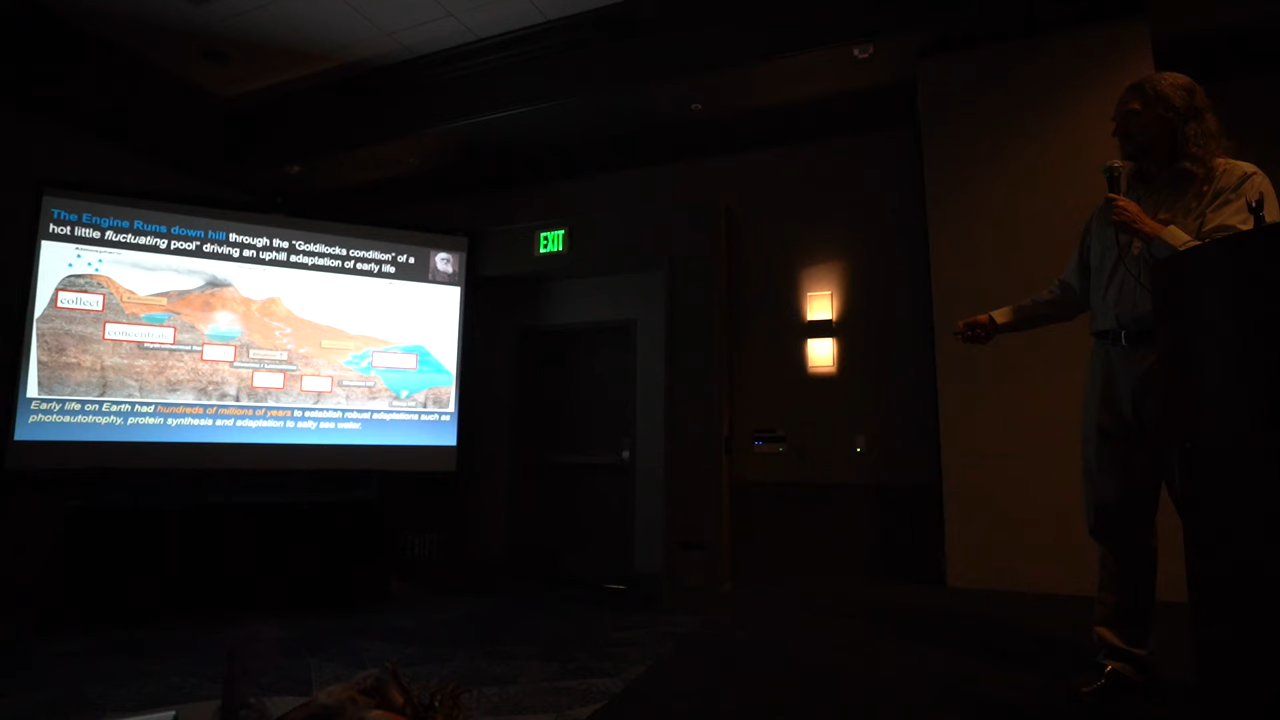 The Engine Runs down hill through the "Goldilocks condition" of a
hot little fluctuating pool" driving an uphill adaptation of early life
collect
concentrate
Early life on Earth had hundreds of millions of years to establish robust adaptations such as
photoautotrophy, protein synthesis and adaptation to salty sea water.
EXIT